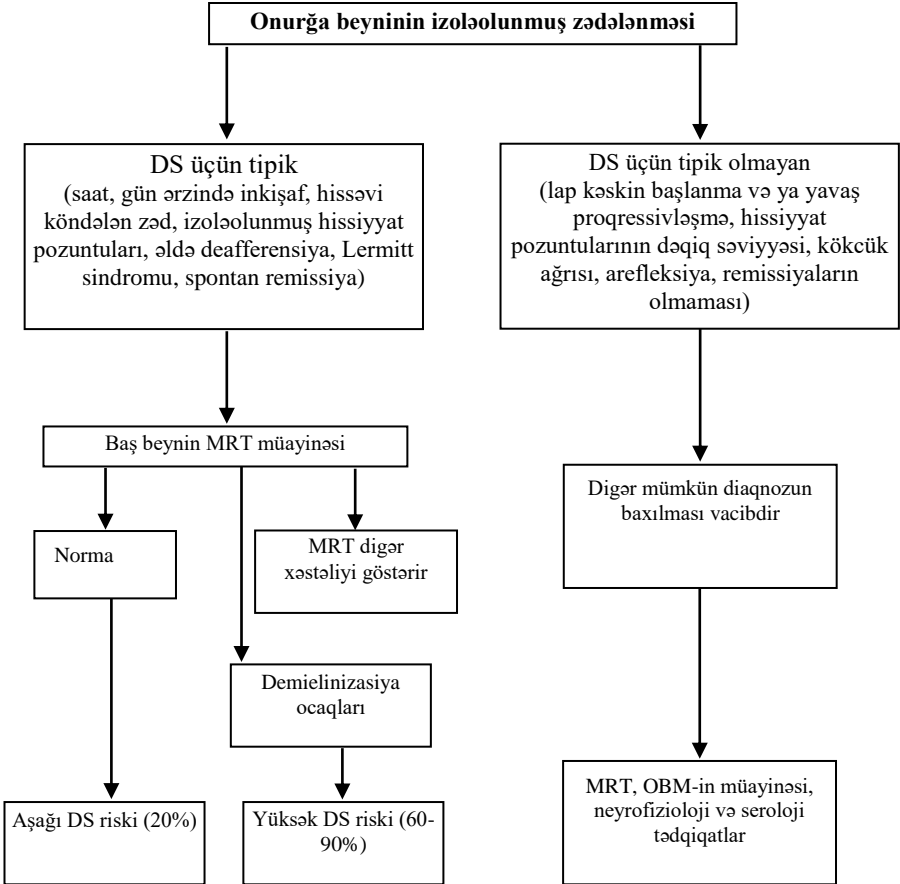 Onurğa beyninin izoləolunmuş zədələnməsi
DS üçün tipik
(saat, gün ərzində inkişaf, hissəvi
köndələn zəd, izoləolunmuş hissiyyat
pozuntuları, əldə deafferensiya, Lermitt
sindromu, spontan remissiya)
DS üçün tipik olmayan
(lap kəskin başlanma və ya yavaş
proqressivləşmə, hissiyyat
pozuntularının dəqiq səviyyəsi, kökcük
ağrısı, arefleksiya, remissiyaların
olmaması)
Baş beynin MRT müayinəsi
Digər mümkün diaqnozun
baxılması vacibdir
Norma
MRT digər
xəstəliyi göstərir
Demielinizasiya
ocaqları
Aşağı DS riski (20%)
Yüksək DS riski (60-
90%)
MRT, OBM-in müayinəsi,
neyrofizioloji və seroloji
tədqiqatlar